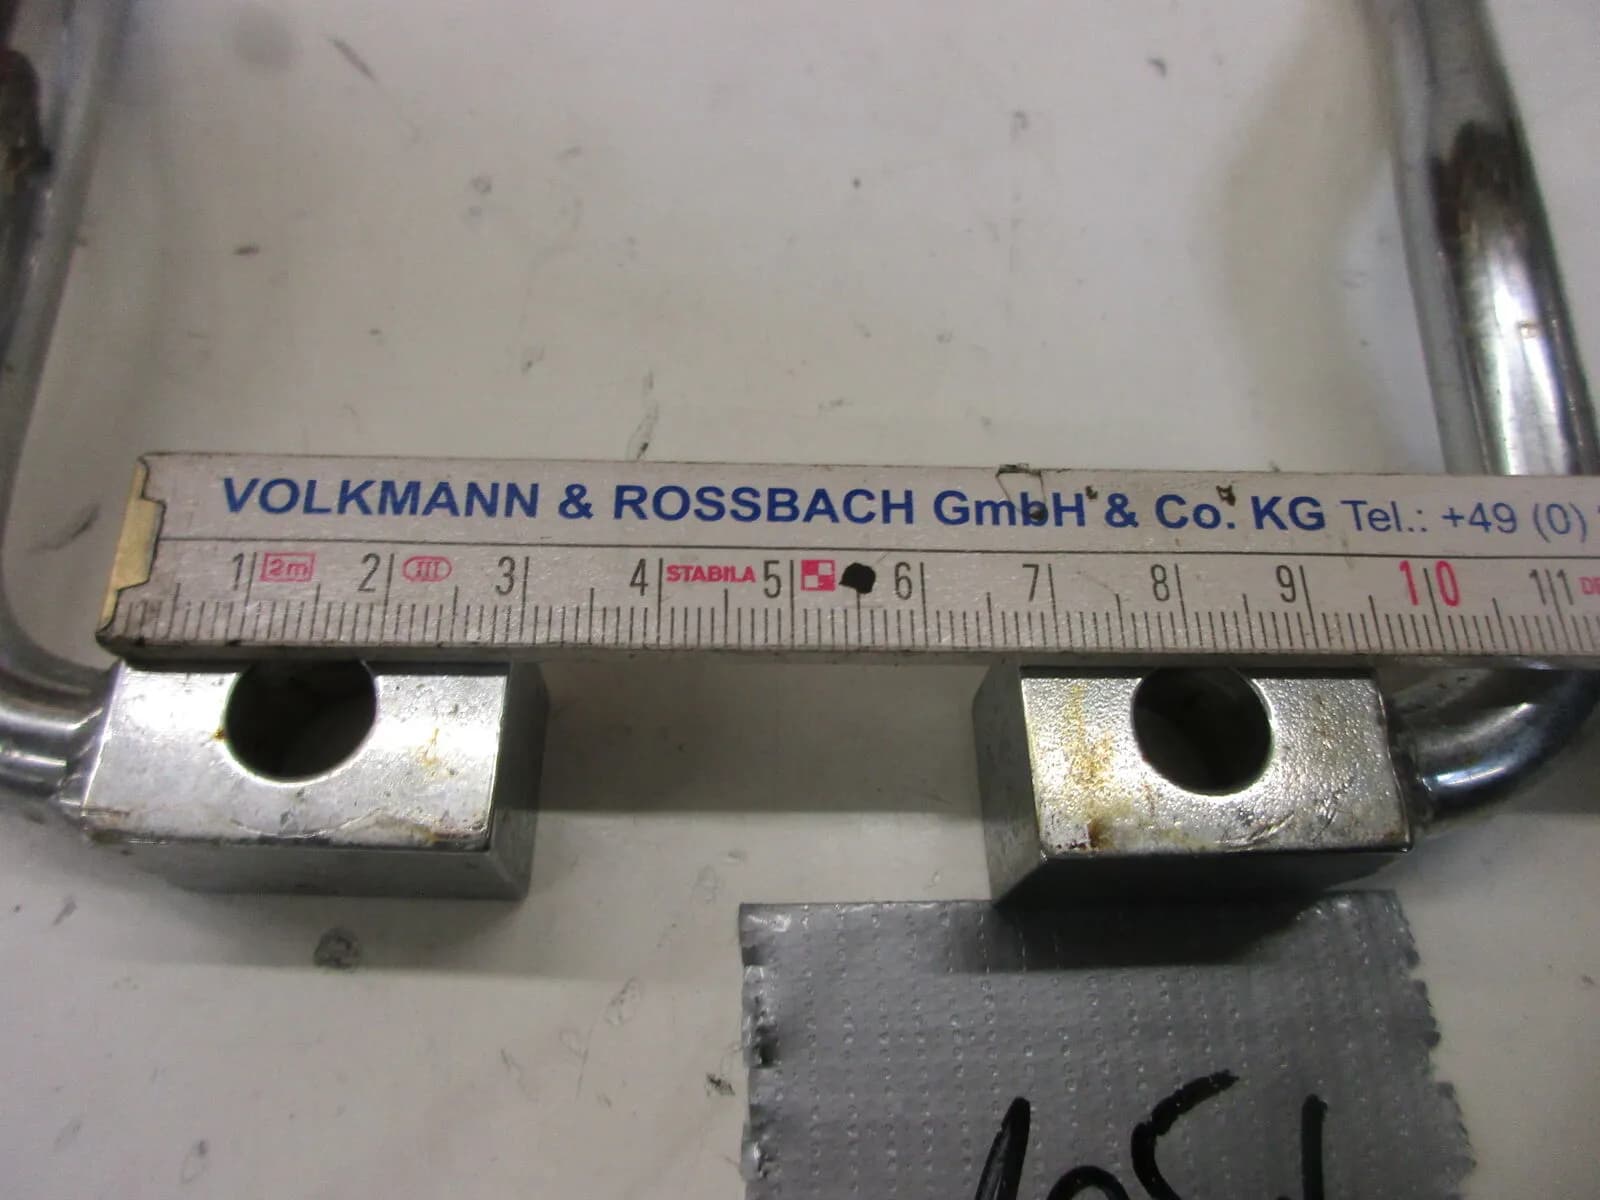 VOLKMANN & ROSSBACH GmbH & Co. KG Tel.: +49 (0)
1 2m 2 III 3 4 STABILA 5 6 7 8 9 10 11